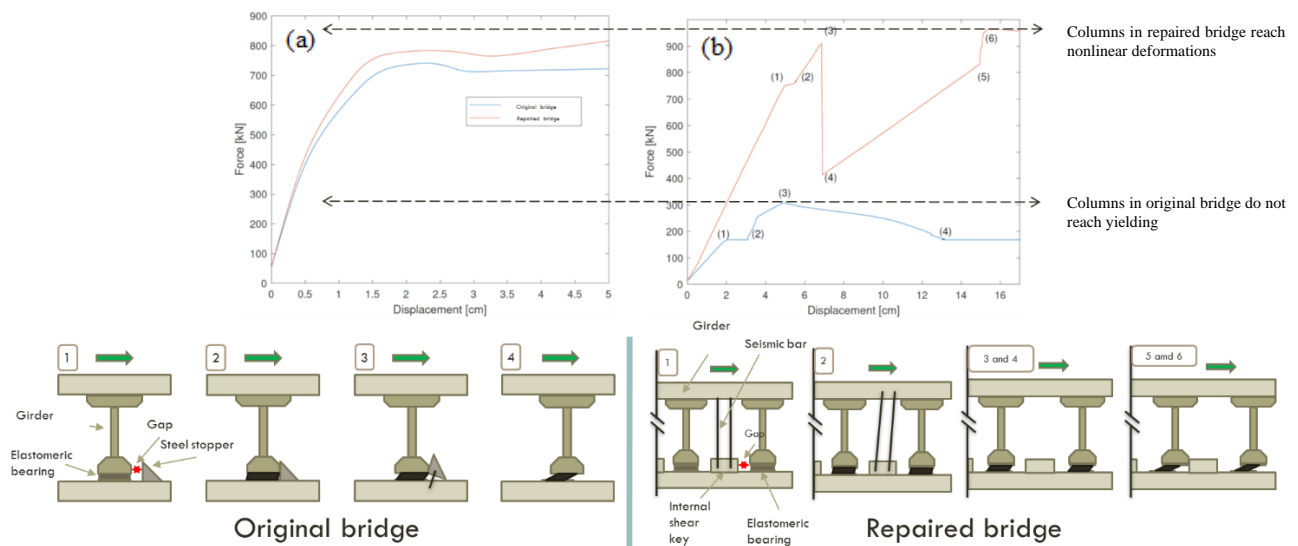 (a)
Force [kN]
900
800
700
600
500
400
300
200
100
0
0
0.5
1
1.5
2
2.5
3
3.5
4
4.5
5
Displacement [cm]
Original bridge
Repaired bridge
(b)
Force [kN]
900
800
700
600
500
400
300
200
100
0
0
2
4
6
8
10
12
14
16
Displacement [cm]
(1)
(2)
(3)
(4)
(5)
(6)
(1)
(2)
(3)
(4)
Columns in repaired bridge reach
nonlinear deformations
Columns in original bridge do not
reach yielding
1
2
3
4
Girder
Gap
Steel stopper
Elastomeric
bearing
Original bridge
Girder
Seismic bar
1
2
3 and 4
5 amd 6
Gap
Internal
shear
key
Elastomeric
bearing
Repaired bridge